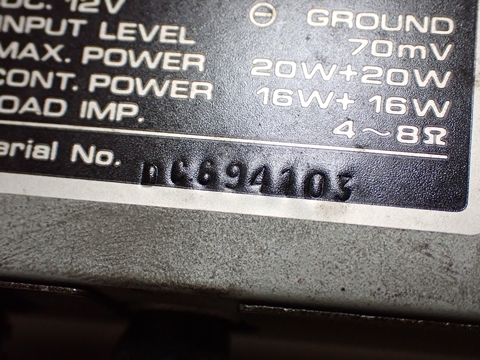 DC. 12V ⊖ GROUND
INPUT LEVEL 70mV
MAX. POWER 20W+20W
CONT. POWER 16W+ 16W
OAD IMP. 4～8Ω
erial No. DC694103